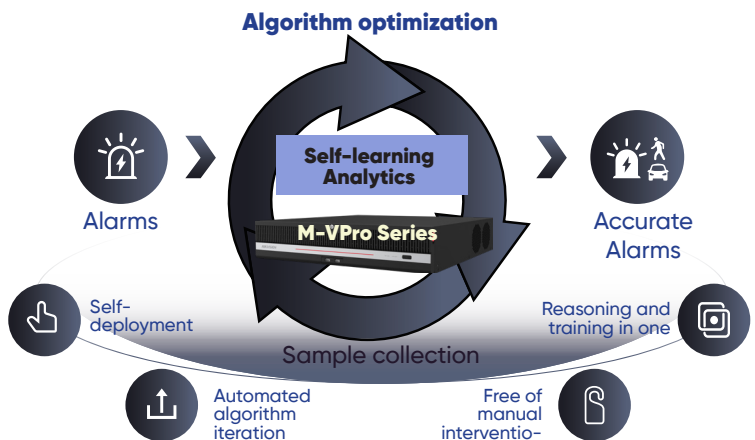 Algorithm optimization
Self-learning
Analytics
M-VPro Series
Alarms
Accurate
Alarms
Self-
deployment
Reasoning and
training in one
Sample collection
Automated
algorithm
iteration
Free of
manual
interventio-